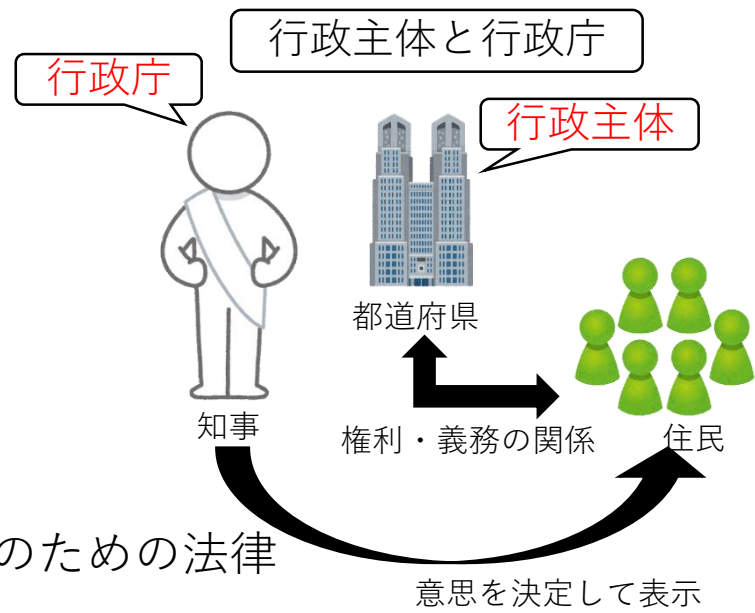 行政主体と行政庁
行政庁
行政主体
都道府県
知事
権利・義務の関係
住民
のための法律
意思を決定して表示